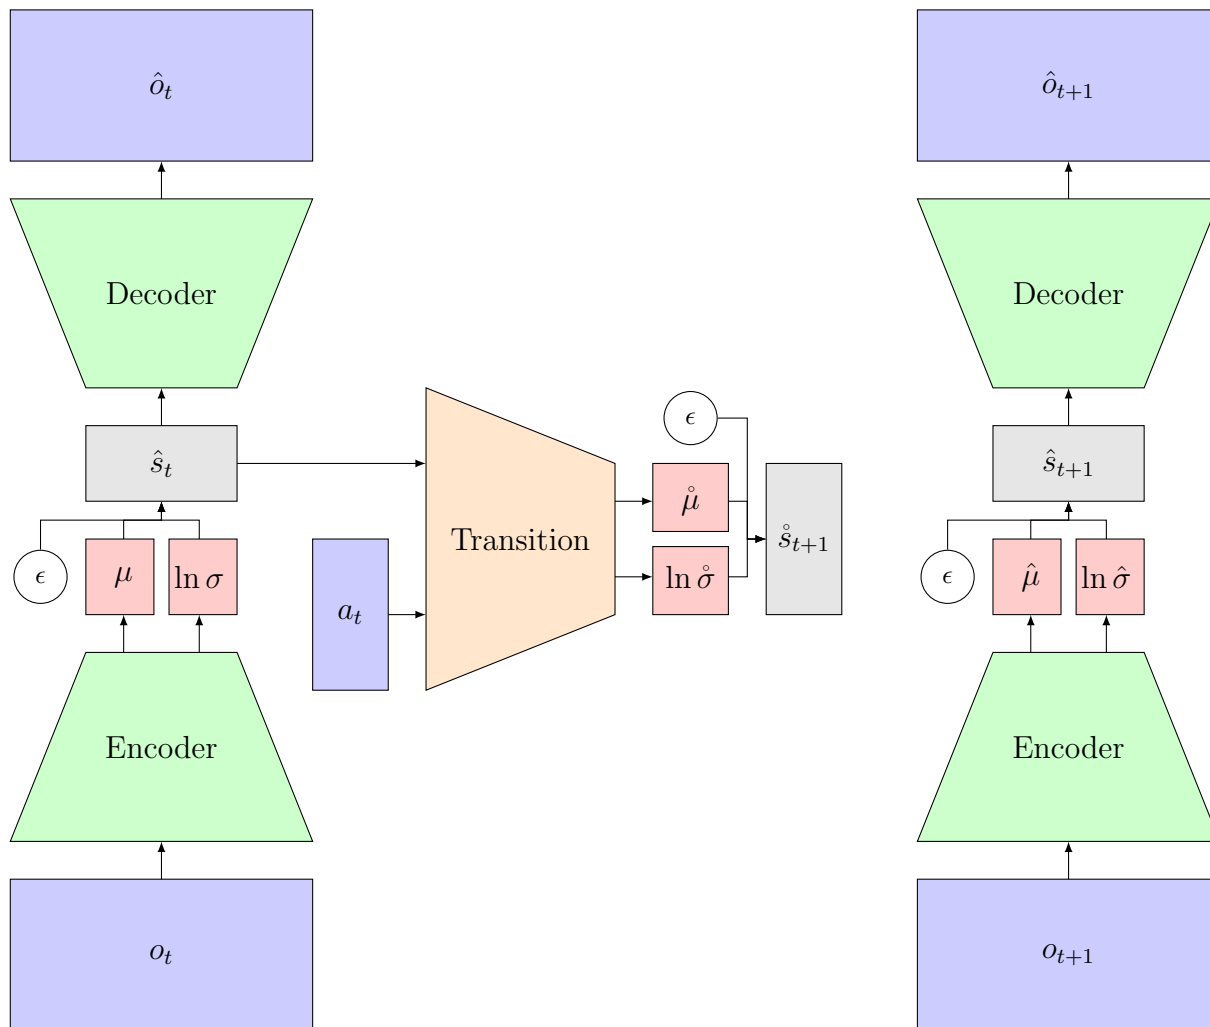 ô_t
ô_{t+1}
Decoder
Decoder
ŝ_t
ϵ
ŝ_{t+1}
μ̊
Transition
s̊_{t+1}
ϵ
μ
ln σ
ln σ̊
ϵ
μ̂
ln σ̂
a_t
Encoder
Encoder
o_t
o_{t+1}